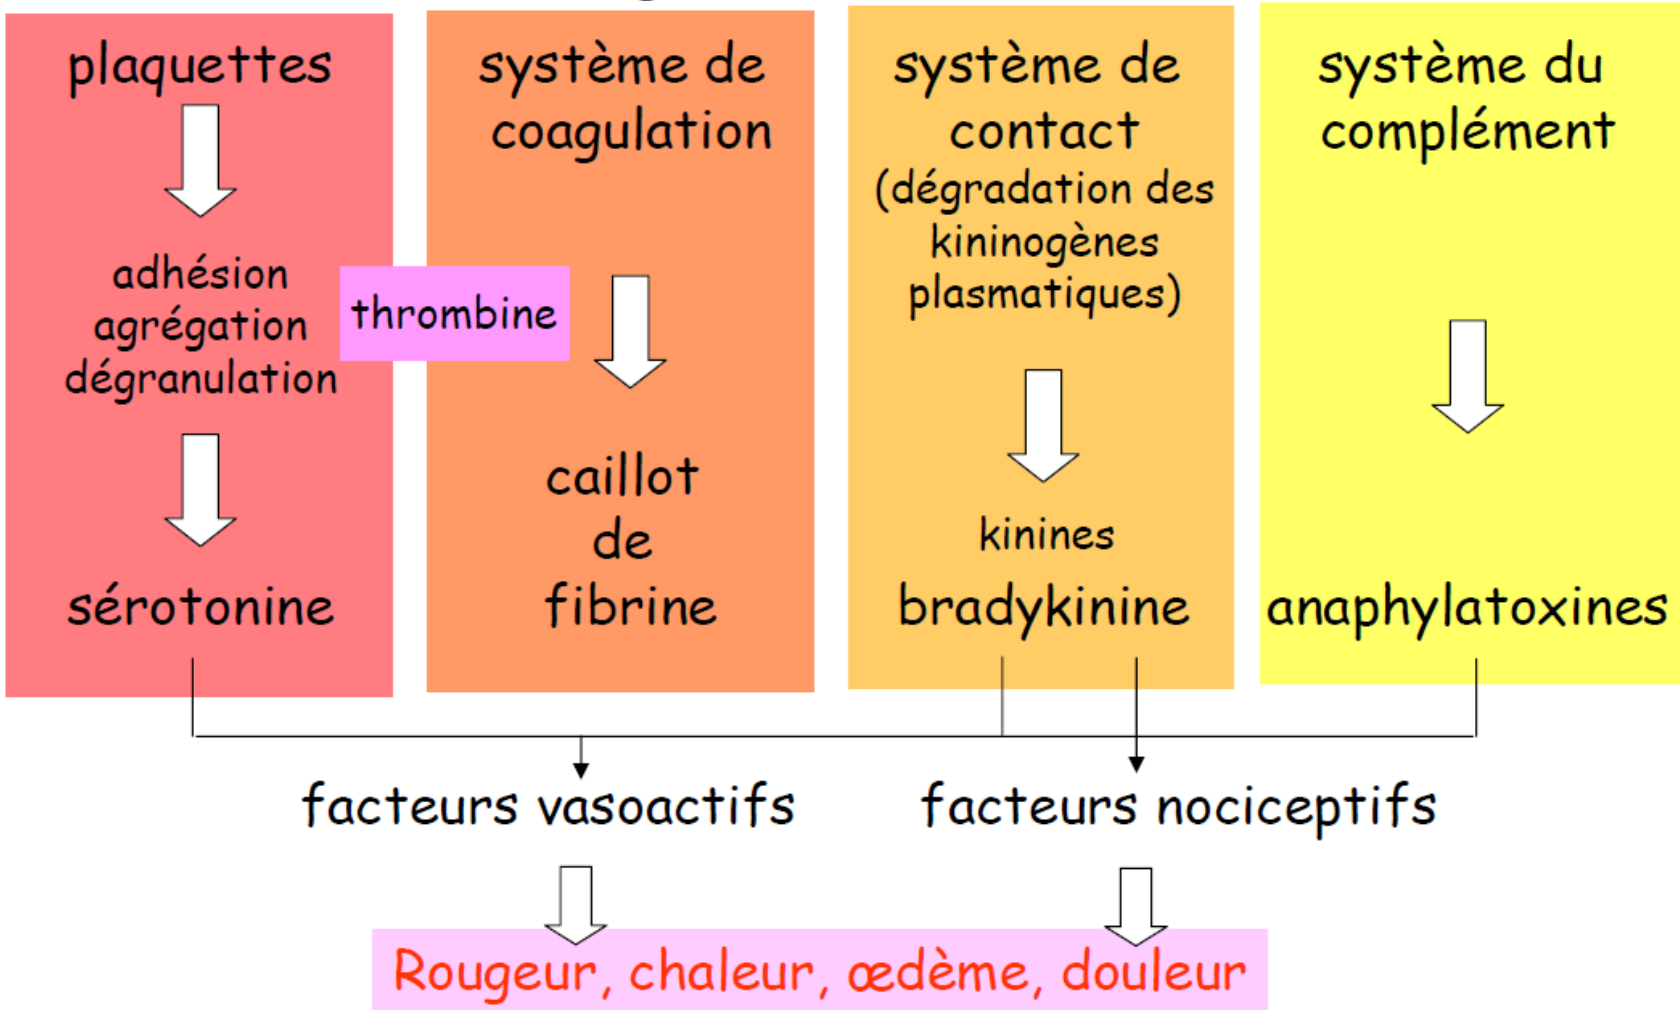 plaquettes
adhésion
agrégation
dégranulation
sérotonine
thrombine
système de
coagulation
caillot
de
fibrine
système de
contact
(dégradation des
kininogènes
plasmatiques)
kinines
bradykinine
système du
complément
anaphylatoxines
facteurs vasoactifs
facteurs nociceptifs
Rougeur, chaleur, œdème, douleur